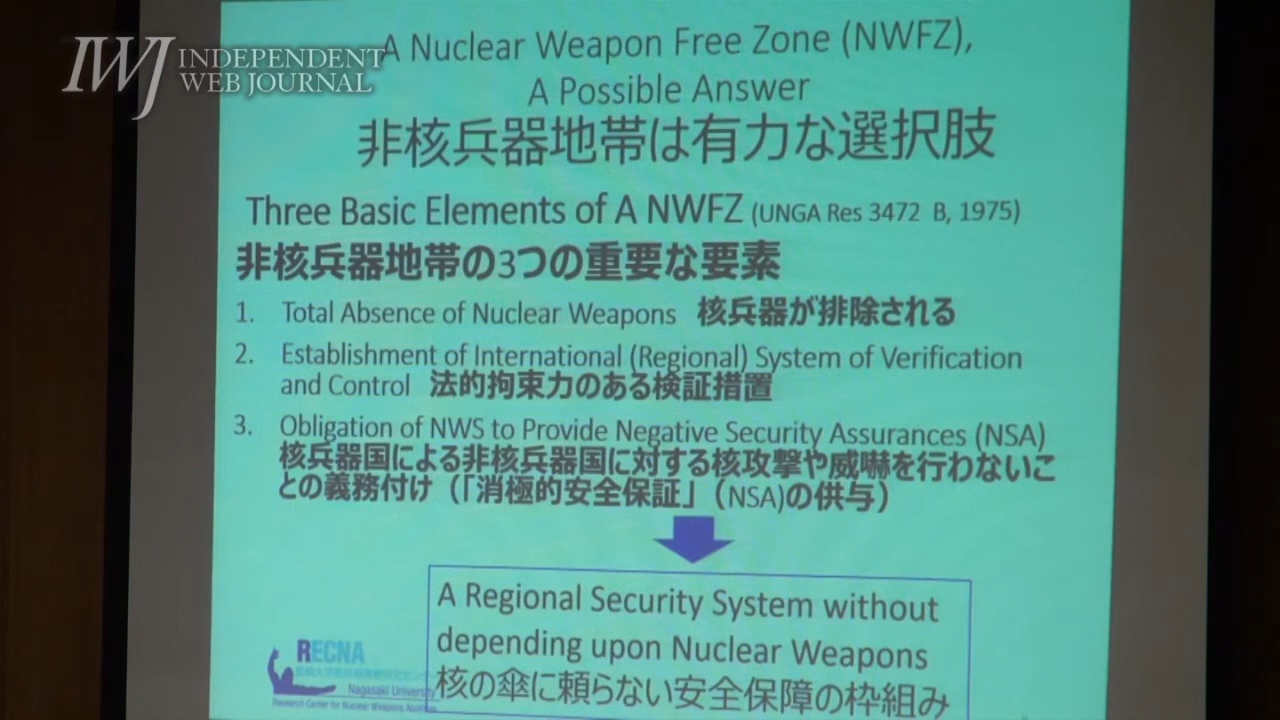 IWJ INDEPENDENT
WEB JOURNAL
A Nuclear Weapon Free Zone (NWFZ),
A Possible Answer
非核兵器地帯は有力な選択肢
Three Basic Elements of A NWFZ (UNGA Res 3472 B, 1975)
非核兵器地帯の3つの重要な要素
1. Total Absence of Nuclear Weapons 核兵器が排除される
2. Establishment of International (Regional) System of Verification
and Control 法的拘束力のある検証措置
3. Obligation of NWS to Provide Negative Security Assurances (NSA)
核兵器国による非核兵器国に対する核攻撃や威嚇を行わないこ
との義務付け（「消極的安全保証」（NSA)の供与）
A Regional Security System without
depending upon Nuclear Weapons
核の傘に頼らない安全保障の枠組み
RECNA
Nagasaki University
Research Center for Nuclear Weapons